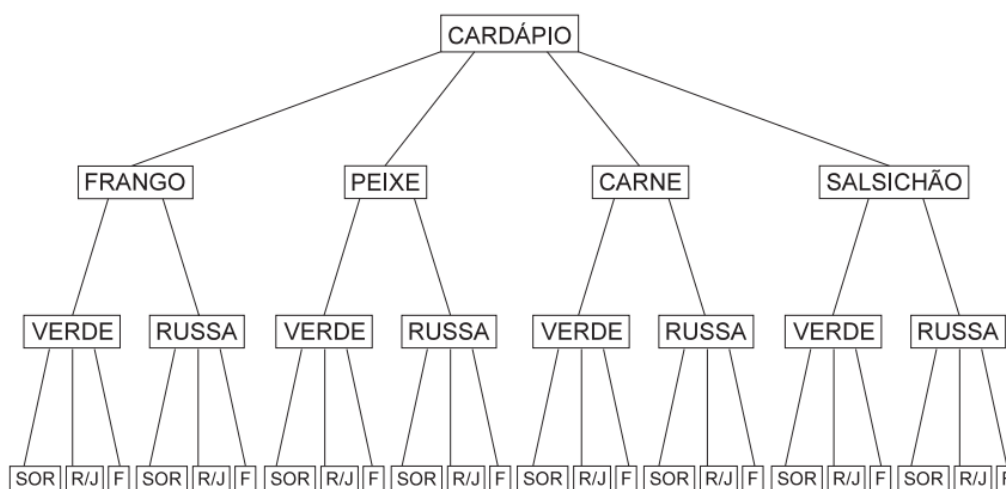 CARDÁPIO
FRANGO PEIXE CARNE SALSICHÃO
VERDE RUSSA VERDE RUSSA VERDE RUSSA VERDE RUSSA
SOR R/J F SOR R/J F SOR R/J F SOR R/J F SOR R/J F SOR R/J F SOR R/J F SOR R/J